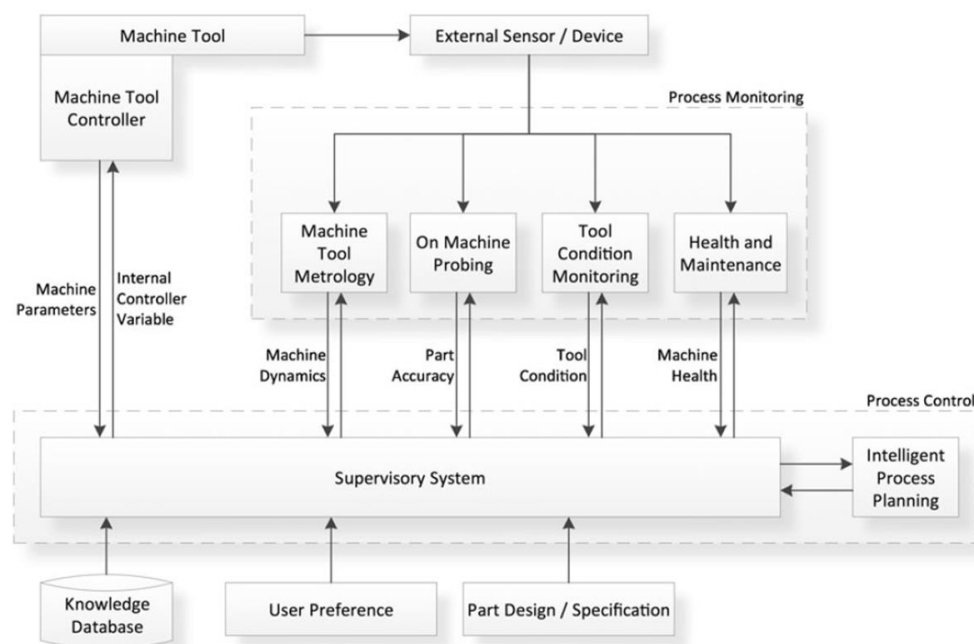 Machine Tool
External Sensor / Device
Machine Tool
Controller
Process Monitoring
Machine
Tool
Metrology
On Machine
Probing
Tool
Condition
Monitoring
Health and
Maintenance
Machine
Parameters
Internal
Controller
Variable
Machine
Dynamics
Part
Accuracy
Tool
Condition
Machine
Health
Process Control
Supervisory System
Intelligent
Process
Planning
Knowledge
Database
User Preference
Part Design / Specification